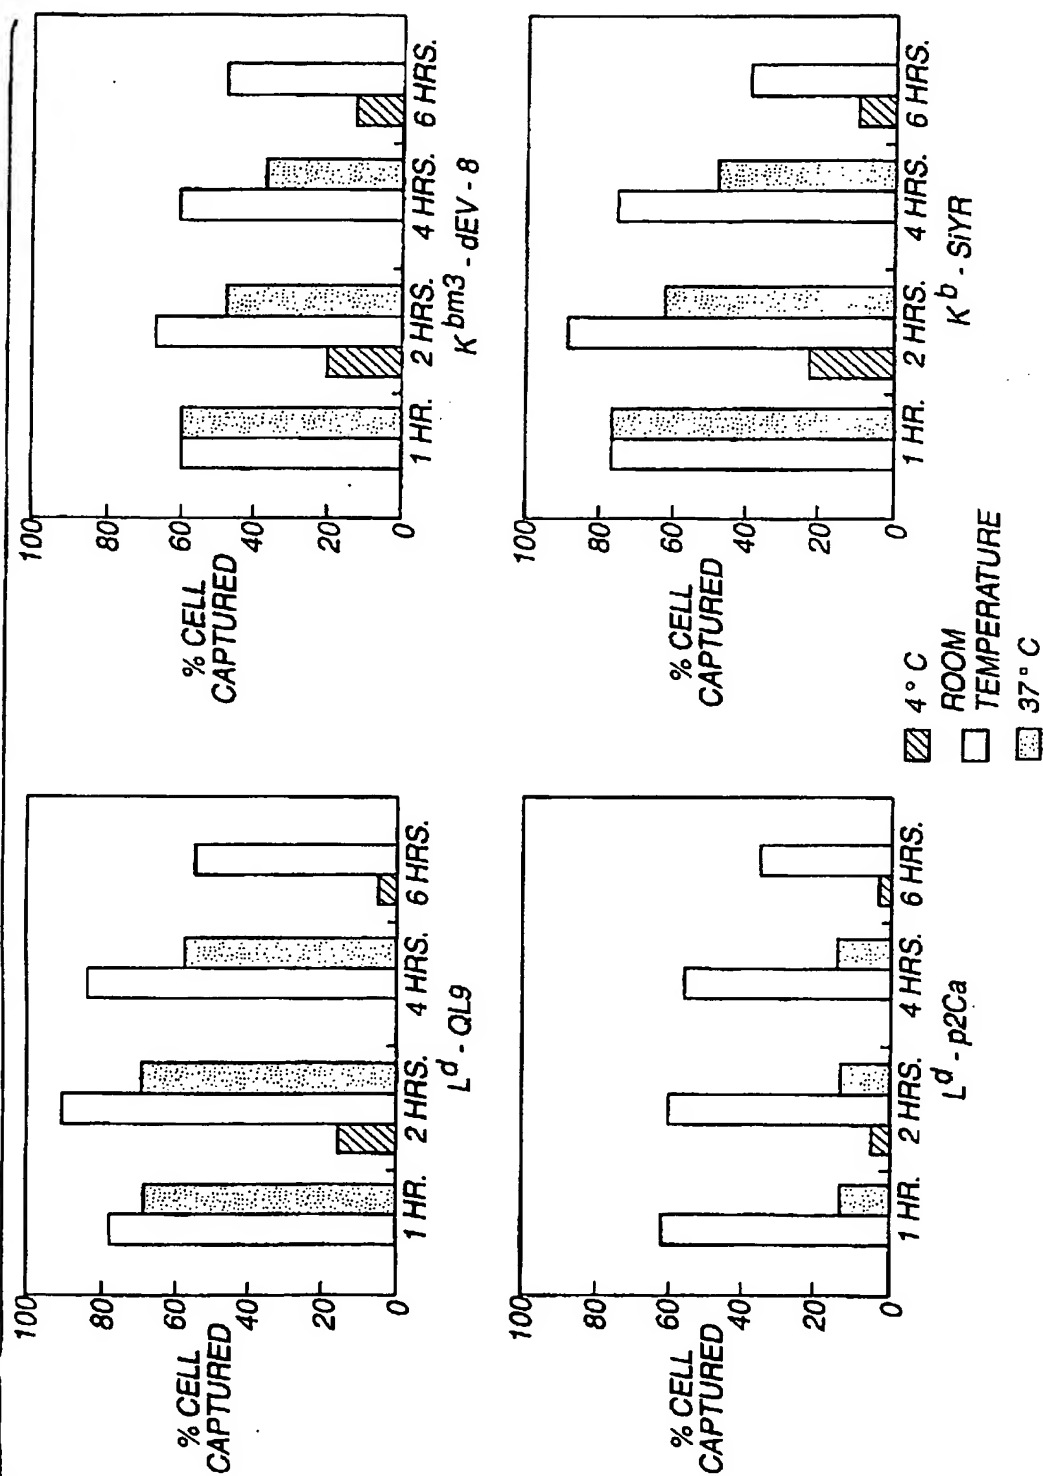 100
80
60
40
20
0
% CELL
CAPTURED
1 HR.
2 HRS.
4 HRS.
6 HRS.
L^d - QL9
100
80
60
40
20
0
% CELL
CAPTURED
1 HR.
2 HRS.
4 HRS.
6 HRS.
K^bm3 - dEV - 8
100
80
60
40
20
0
% CELL
CAPTURED
1 HR.
2 HRS.
4 HRS.
6 HRS.
L^d - p2Ca
100
80
60
40
20
0
% CELL
CAPTURED
1 HR.
2 HRS.
4 HRS.
6 HRS.
K^b - SiYR
4° C
ROOM
TEMPERATURE
37° C